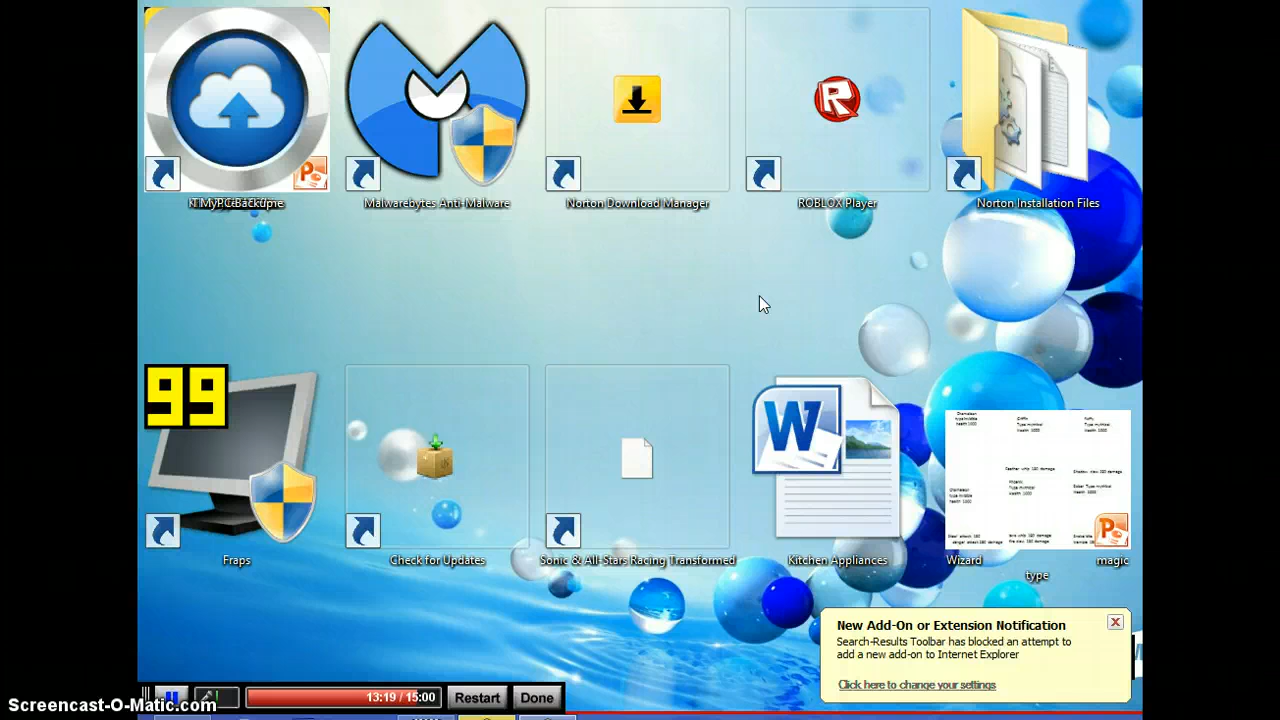 MyPC Backup
Malwarebytes Anti-Malware
Norton Download Manager
ROBLOX Player
Norton Installation Files
99
Fraps
Check for Updates
Sonic & All-Stars Racing Transformed
Kitchen Appliances
Wizard magic
type
New Add-On or Extension Notification
Search-Results Toolbar has blocked an attempt to
add a new add-on to Internet Explorer
Click here to change your settings
13:19 / 15:00
Restart
Done
Screencast-O-Matic.com